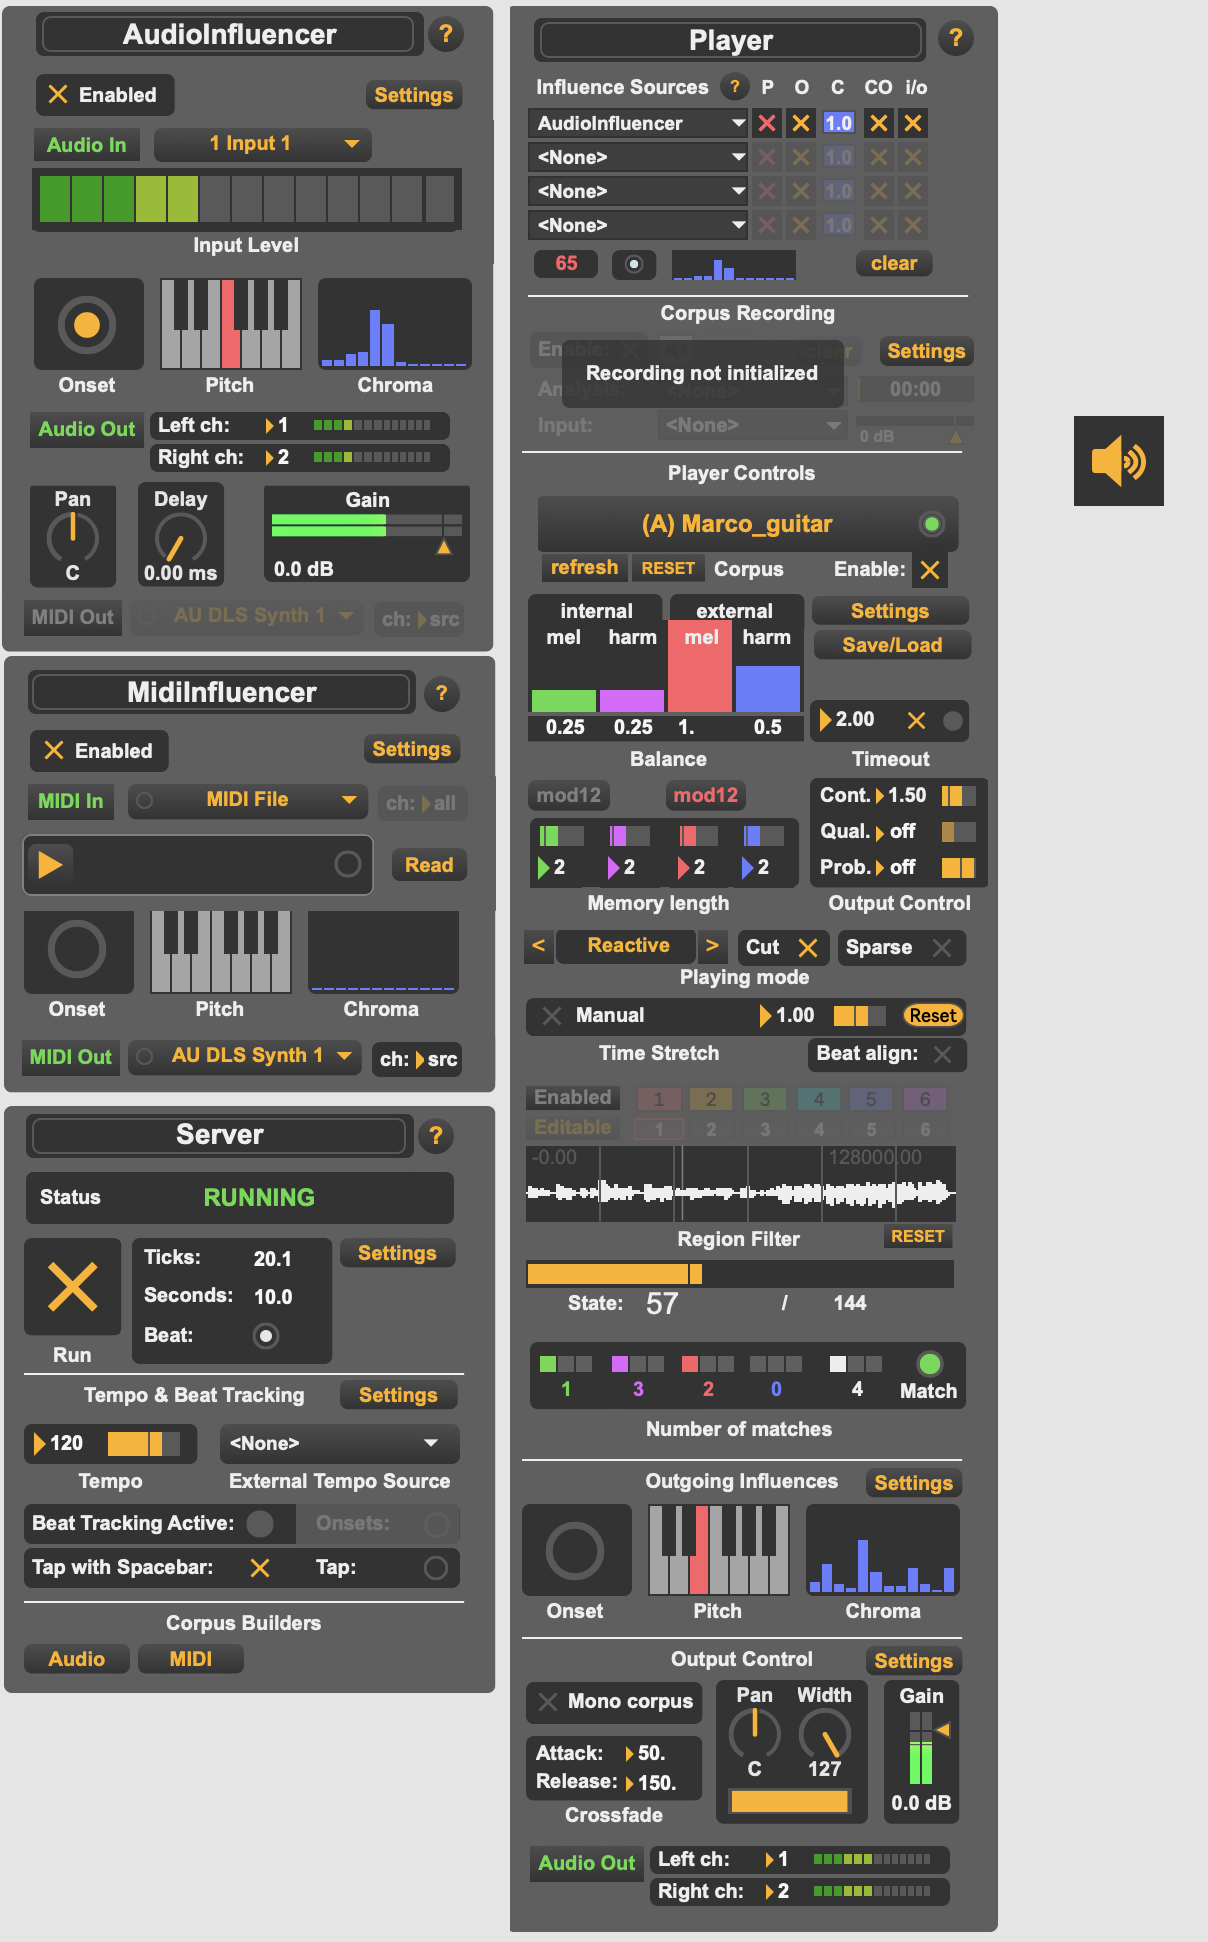 AudioInfluencer
?
Enabled
Settings
Audio In
1 Input 1
Input Level
Onset
Pitch
Chroma
Audio Out
Left ch:
1
Right ch:
2
Pan
C
Delay
0.00 ms
Gain
0.0 dB
MIDI Out
AU DLS Synth 1
ch:
src
MidiInfluencer
?
Enabled
Settings
MIDI In
MIDI File
ch:
all
Read
Onset
Pitch
Chroma
MIDI Out
AU DLS Synth 1
ch:
src
Server
?
Status
RUNNING
Run
Ticks:
20.1
Seconds:
10.0
Beat:
Settings
Tempo & Beat Tracking
Settings
120
<None>
Tempo
External Tempo Source
Beat Tracking Active:
Onsets:
Tap with Spacebar:
Tap:
Corpus Builders
Audio
MIDI
Player
?
Influence Sources
?
P
O
C
CO
i/o
AudioInfluencer
1.0
<None>
1.0
<None>
1.0
<None>
1.0
65
clear
Corpus Recording
Enable:
clear
Settings
Recording not initialized
Analysis:
<None>
00:00
Input:
<None>
0 dB
Player Controls
(A) Marco_guitar
refresh
RESET
Corpus
Enable:
internal
external
mel
harm
mel
harm
0.25
0.25
1.
0.5
Balance
Settings
Save/Load
2.00
Timeout
mod12
mod12
2
2
2
2
Memory length
Cont.
1.50
Qual.
off
Prob.
off
Output Control
<
Reactive
>
Cut
Sparse
Playing mode
Manual
1.00
Reset
Time Stretch
Beat align:
Enabled
1
2
3
4
5
6
Editable
1
2
3
4
5
6
-0.00
128000.00
Region Filter
RESET
State:
57
/
144
1
3
2
0
4
Match
Number of matches
Outgoing Influences
Settings
Onset
Pitch
Chroma
Output Control
Settings
Mono corpus
Attack:
50.
Release:
150.
Crossfade
Pan
C
Width
127
Gain
0.0 dB
Audio Out
Left ch:
1
Right ch:
2